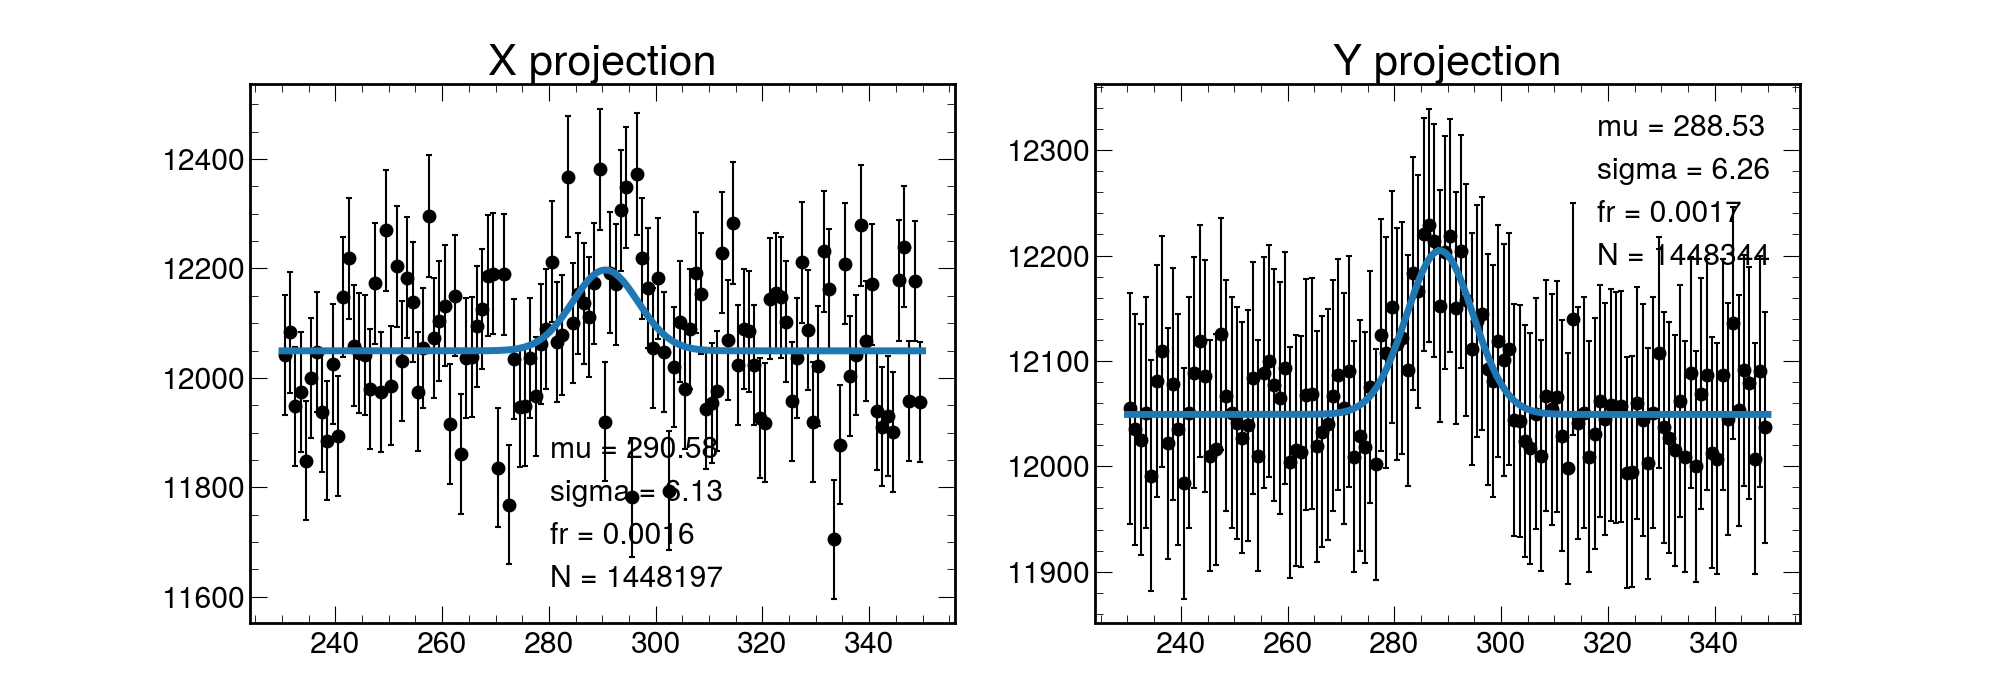 X projection
12400
12200
12000
11800
11600
mu = 290.58
sigma = 6.13
fr = 0.0016
N = 1448197
240 260 280 300 320 340
Y projection
12300
12200
12100
12000
11900
mu = 288.53
sigma = 6.26
fr = 0.0017
N = 1448344
240 260 280 300 320 340